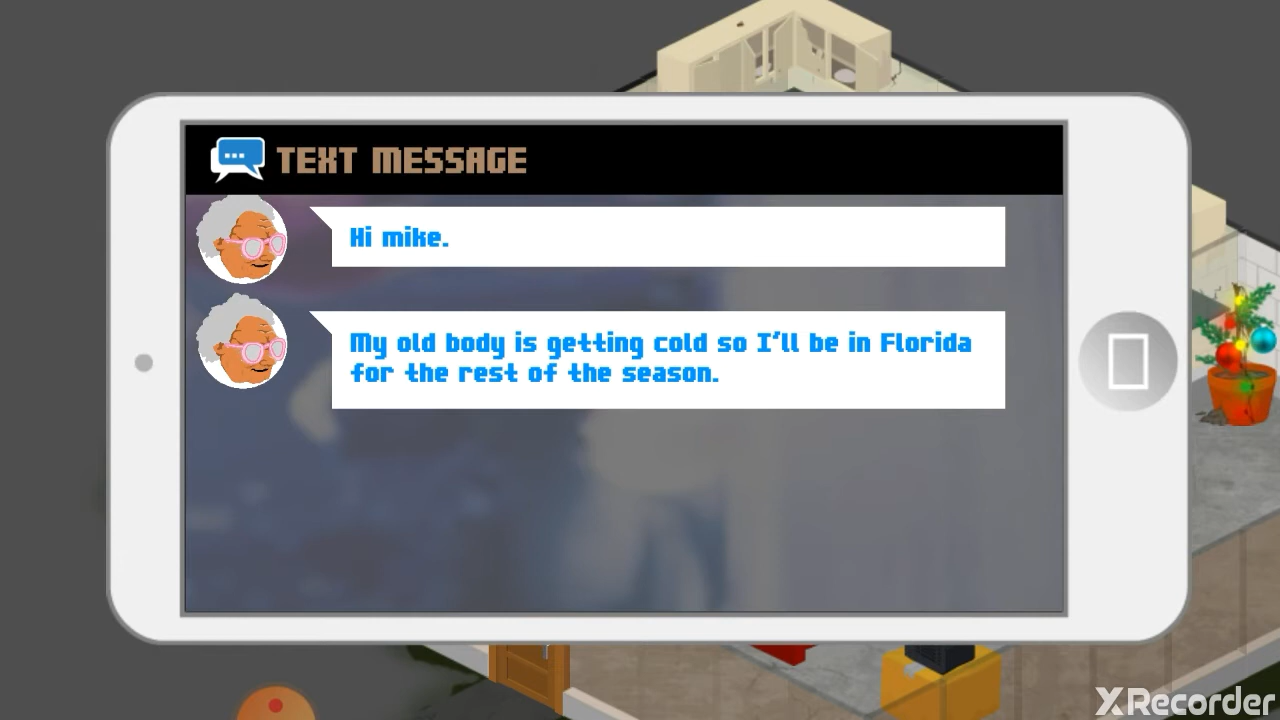 TEXT MESSAGE
Hi mike.
My old body is getting cold so I'll be in Florida
for the rest of the season.
XRecorder